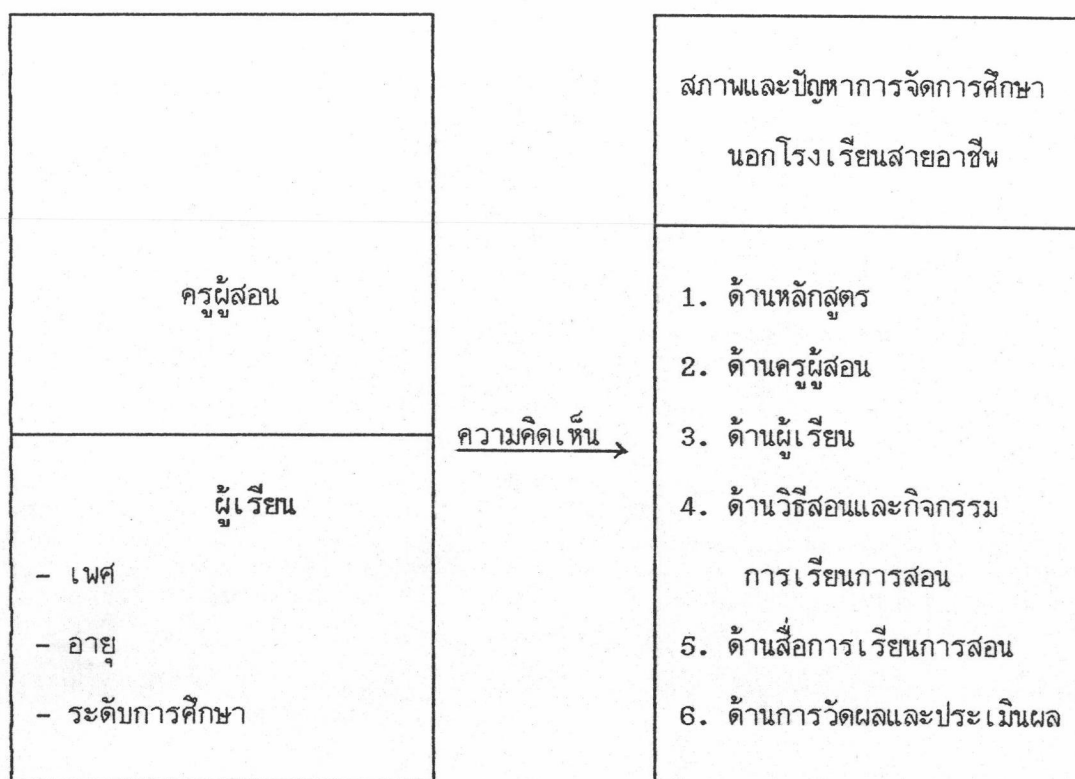 ครูผู้สอน
ผู้เรียน
- เพศ
- อายุ
- ระดับการศึกษา
ความคิดเห็น
สภาพและปัญหาการจัดการศึกษา
นอกโรงเรียนสายอาชีพ
1. ด้านหลักสูตร
2. ด้านครูผู้สอน
3. ด้านผู้เรียน
4. ด้านวิธีสอนและกิจกรรม
การเรียนการสอน
5. ด้านสื่อการเรียนการสอน
6. ด้านการวัดผลและประเมินผล